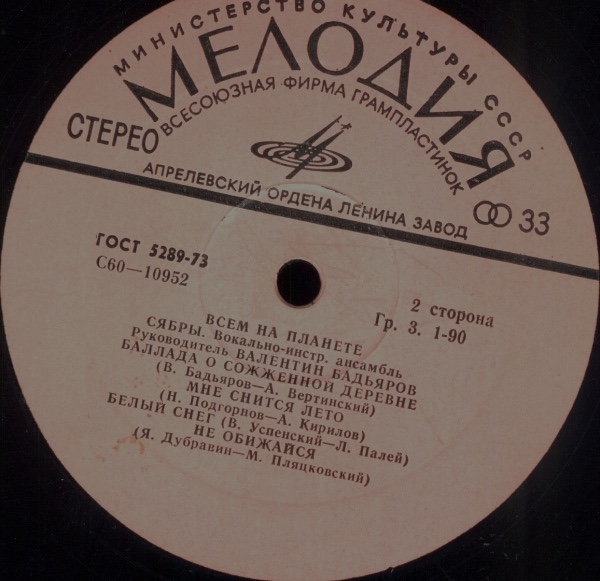 МИНИСТЕРСТВО КУЛЬТУРЫ СССР
МЕЛОДИЯ
ВСЕСОЮЗНАЯ ФИРМА ГРАМПЛАСТИНОК
СТЕРЕО
АПРЕЛЕВСКИЙ ОРДЕНА ЛЕНИНА ЗАВОД
33
ГОСТ 5289-73
С60—10952
2 сторона
Гр. 3. 1-90
ВСЕМ НА ПЛАНЕТЕ
СЯБРЫ. Вокально-инстр. ансамбль
Руководитель ВАЛЕНТИН БАДЬЯРОВ
БАЛЛАДА О СОЖЖЕННОЙ ДЕРЕВНЕ
(В. Бадьяров—А. Вертинский)
МНЕ СНИТСЯ ЛЕТО
(Н. Подгорнов—А. Кирилов)
БЕЛЫЙ СНЕГ (В. Успенский—Л. Палей)
НЕ ОБИЖАЙСЯ
(Я. Дубравин—М. Пляцковский)